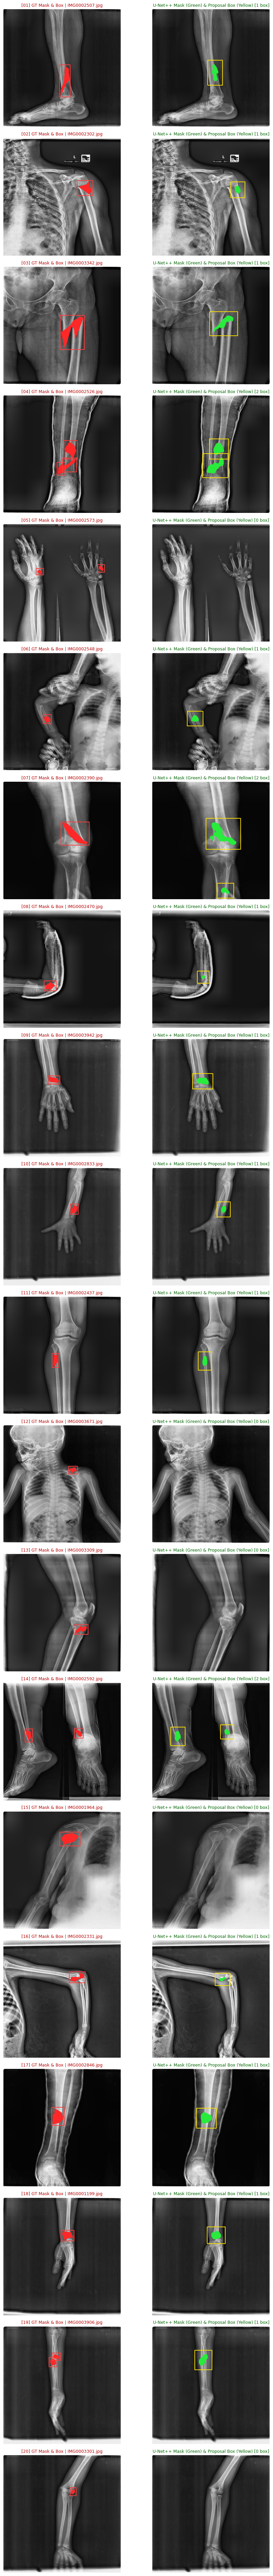 [01] GT Mask & Box | IMG0002507.jpg
U-Net++ Mask (Green) & Proposal Box (Yellow) [1 box]
[02] GT Mask & Box | IMG0002302.jpg
U-Net++ Mask (Green) & Proposal Box (Yellow) [1 box]
[03] GT Mask & Box | IMG0003342.jpg
U-Net++ Mask (Green) & Proposal Box (Yellow) [1 box]
[04] GT Mask & Box | IMG0002526.jpg
U-Net++ Mask (Green) & Proposal Box (Yellow) [2 box]
[05] GT Mask & Box | IMG0002573.jpg
U-Net++ Mask (Green) & Proposal Box (Yellow) [0 box]
[06] GT Mask & Box | IMG0002548.jpg
U-Net++ Mask (Green) & Proposal Box (Yellow) [1 box]
[07] GT Mask & Box | IMG0002390.jpg
U-Net++ Mask (Green) & Proposal Box (Yellow) [2 box]
[08] GT Mask & Box | IMG0002470.jpg
U-Net++ Mask (Green) & Proposal Box (Yellow) [1 box]
[09] GT Mask & Box | IMG0003942.jpg
U-Net++ Mask (Green) & Proposal Box (Yellow) [1 box]
[10] GT Mask & Box | IMG0002833.jpg
U-Net++ Mask (Green) & Proposal Box (Yellow) [1 box]
[11] GT Mask & Box | IMG0002437.jpg
U-Net++ Mask (Green) & Proposal Box (Yellow) [1 box]
[12] GT Mask & Box | IMG0003671.jpg
U-Net++ Mask (Green) & Proposal Box (Yellow) [0 box]
[13] GT Mask & Box | IMG0003309.jpg
U-Net++ Mask (Green) & Proposal Box (Yellow) [0 box]
[14] GT Mask & Box | IMG0002592.jpg
U-Net++ Mask (Green) & Proposal Box (Yellow) [2 box]
[15] GT Mask & Box | IMG0001964.jpg
U-Net++ Mask (Green) & Proposal Box (Yellow) [0 box]
[16] GT Mask & Box | IMG0002331.jpg
U-Net++ Mask (Green) & Proposal Box (Yellow) [1 box]
[17] GT Mask & Box | IMG0002846.jpg
U-Net++ Mask (Green) & Proposal Box (Yellow) [1 box]
[18] GT Mask & Box | IMG0001199.jpg
U-Net++ Mask (Green) & Proposal Box (Yellow) [1 box]
[19] GT Mask & Box | IMG0003906.jpg
U-Net++ Mask (Green) & Proposal Box (Yellow) [1 box]
[20] GT Mask & Box | IMG0003301.jpg
U-Net++ Mask (Green) & Proposal Box (Yellow) [0 box]